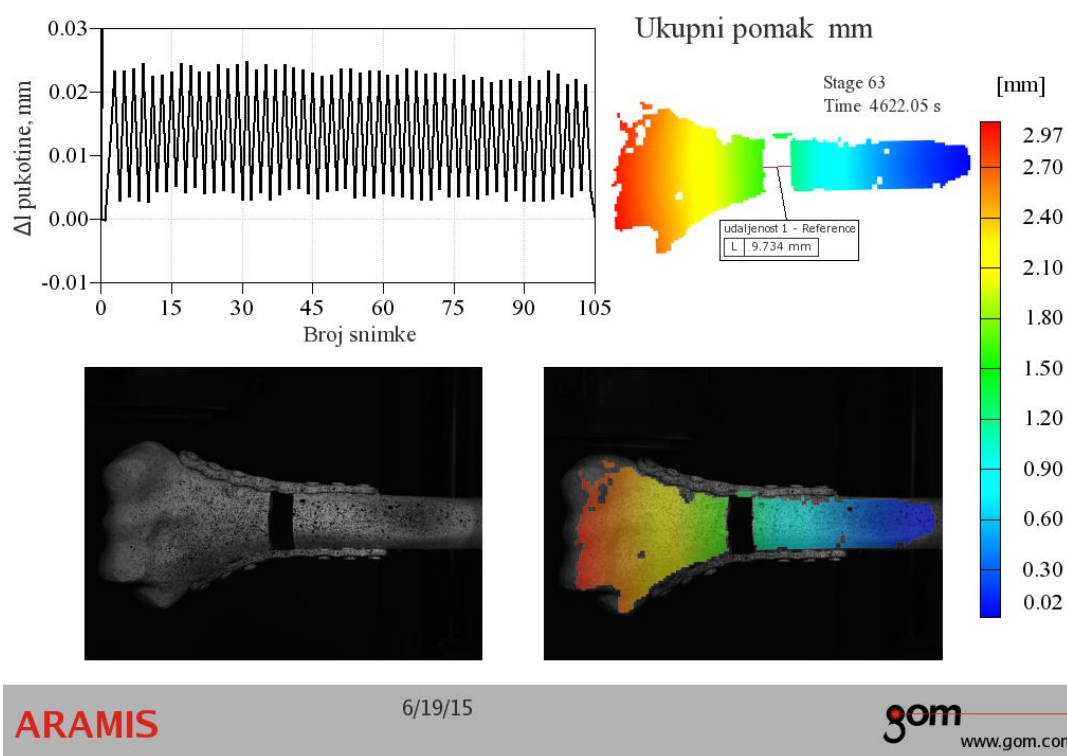 Ukupni pomak mm
Δl pukotine, mm
0.03
0.02
0.01
0.00
-0.01
0
15
30
45
60
75
90
105
Broj snimke
Stage 63
Time 4622.05 s
udaljenost 1 - Reference
L 9.734 mm
[mm]
2.97
2.70
2.40
2.10
1.80
1.50
1.20
0.90
0.60
0.30
0.02
ARAMIS
6/19/15
gom
www.gom.com